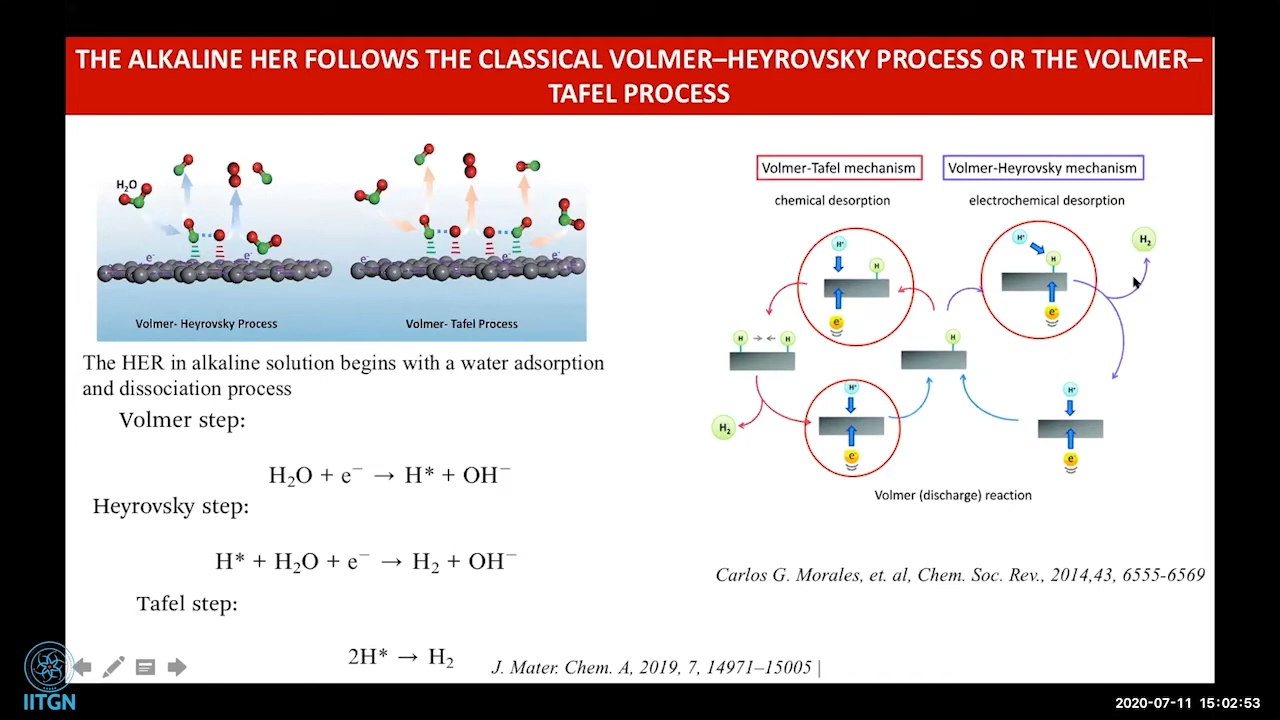 THE ALKALINE HER FOLLOWS THE CLASSICAL VOLMER–HEYROVSKY PROCESS OR THE VOLMER–
TAFEL PROCESS
H₂O
e⁻
e⁻
e⁻
e⁻
e⁻
Volmer- Heyrovsky Process
Volmer- Tafel Process
The HER in alkaline solution begins with a water adsorption
and dissociation process
Volmer step:
H₂O + e⁻ → H* + OH⁻
Heyrovsky step:
H* + H₂O + e⁻ → H₂ + OH⁻
Tafel step:
2H* → H₂
J. Mater. Chem. A, 2019, 7, 14971–15005 |
Volmer-Tafel mechanism
Volmer-Heyrovsky mechanism
chemical desorption
electrochemical desorption
H⁺
H
e⁻
H⁺
H
e⁻
H₂
H
H
H
H₂
H⁺
e⁻
H⁺
e⁻
Volmer (discharge) reaction
Carlos G. Morales, et. al, Chem. Soc. Rev., 2014,43, 6555-6569
IITGN
2020-07-11 15:02:53